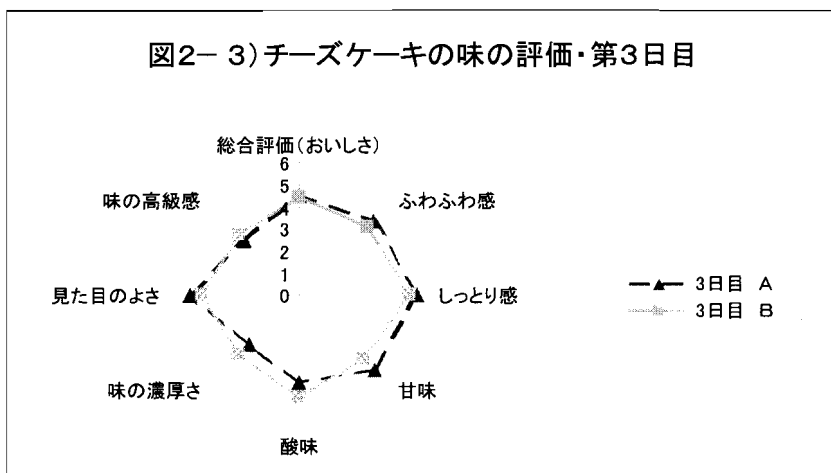 図2－3)チーズケーキの味の評価・第3日目
総合評価(おいしさ)
6
5
4
3
2
1
0
味の高級感
ふわふわ感
見た目のよさ
しっとり感
味の濃厚さ
甘味
酸味
3日目 A
3日目 B